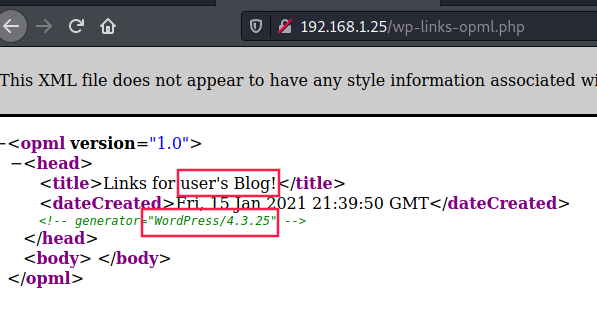 192.168.1.25/wp-links-opml.php
This XML file does not appear to have any style information associated wi
−<opml version="1.0">
−<head>
<title>Links for user's Blog!</title>
<dateCreated>Fri, 15 Jan 2021 21:39:50 GMT</dateCreated>
<!-- generator="WordPress/4.3.25" -->
</head>
<body> </body>
</opml>